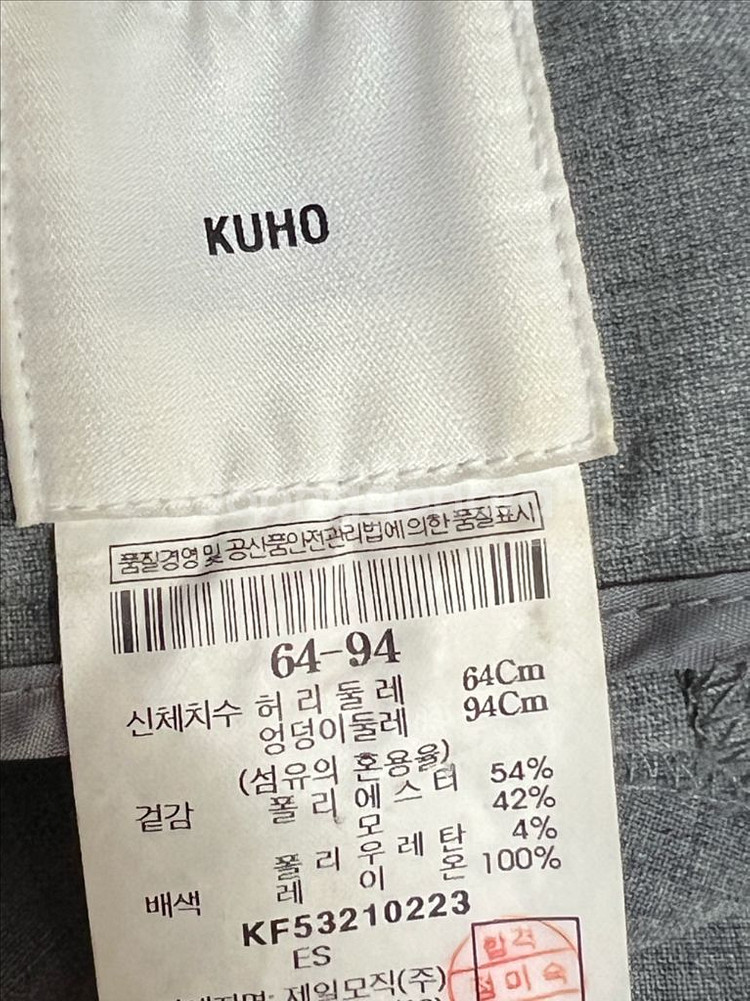 KUHO
품질경영 및 공산품안전관리법에 의한 품질표시
64-94
신체치수 허리둘레 64Cm
엉덩이둘레 94Cm
(섬유의 혼용율)
겉감 폴리에스터 54%
모 42%
폴리우레탄 4%
배색 레이온 100%
KF53210223
ES
제일모직(주)
합격
정미숙